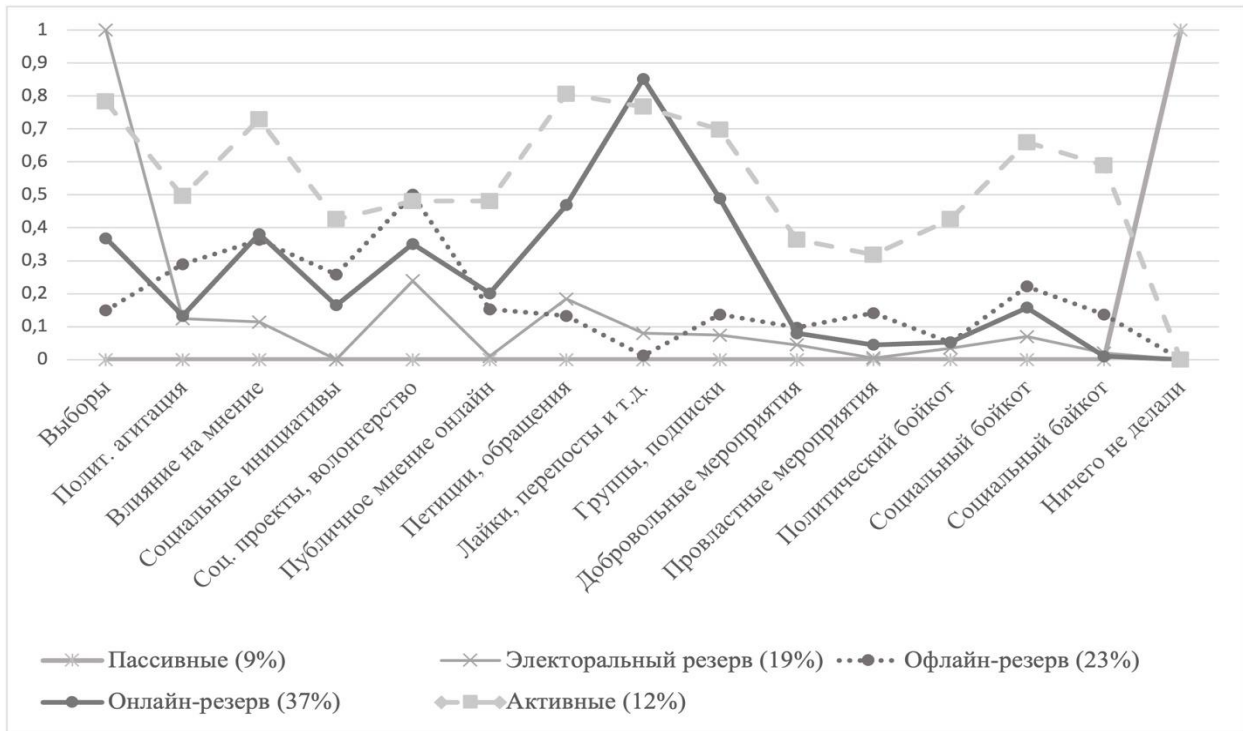 1
0,9
0,8
0,7
0,6
0,5
0,4
0,3
0,2
0,1
0
Выборы
Полит. агитация
Влияние на мнение
Социальные инициативы
Соц. проекты, волонтерство
Публичное мнение онлайн
Петиции, обращения
Лайки, перепосты и т.д.
Группы, подписки
Добровольные мероприятия
Провластные мероприятия
Политический бойкот
Социальный бойкот
Социальный байкот
Ничего не делали
Пассивные (9%) Электоральный резерв (19%) Офлайн-резерв (23%)
Онлайн-резерв (37%) Активные (12%)